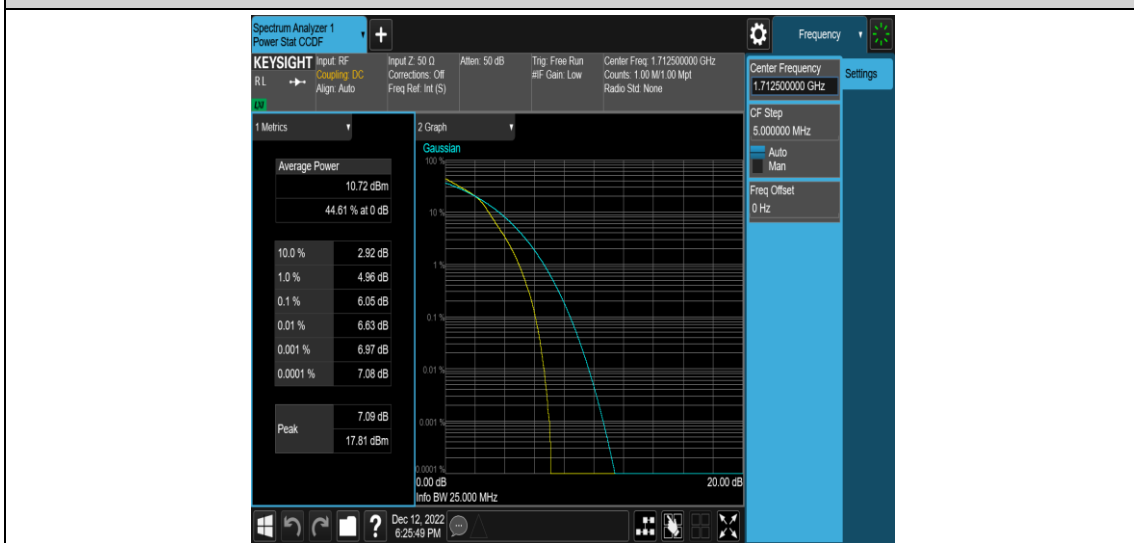 Spectrum Analyzer 1
Power Stat CCDF
+
Frequency
KEYSIGHT
RL
LXI
Input: RF
Coupling: DC
Align: Auto
Input Z: 50 Ω
Corrections: Off
Freq Ref: Int (S)
Atten: 50 dB
Trig: Free Run
#IF Gain: Low
Center Freq: 1.712500000 GHz
Counts: 1.00 M/1.00 Mpt
Radio Std: None
Center Frequency
1.712500000 GHz
Settings
CF Step
5.000000 MHz
Auto
Man
Freq Offset
0 Hz
1 Metrics
Average Power
10.72 dBm
44.61 % at 0 dB
10.0 % 2.92 dB
1.0 % 4.96 dB
0.1 % 6.05 dB
0.01 % 6.63 dB
0.001 % 6.97 dB
0.0001 % 7.08 dB
Peak
7.09 dB
17.81 dBm
2 Graph
Gaussian
100 %
10 %
1 %
0.1 %
0.01 %
0.001 %
0.0001 %
0.00 dB 20.00 dB
Info BW 25.000 MHz
?
Dec 12, 2022
6:25:49 PM